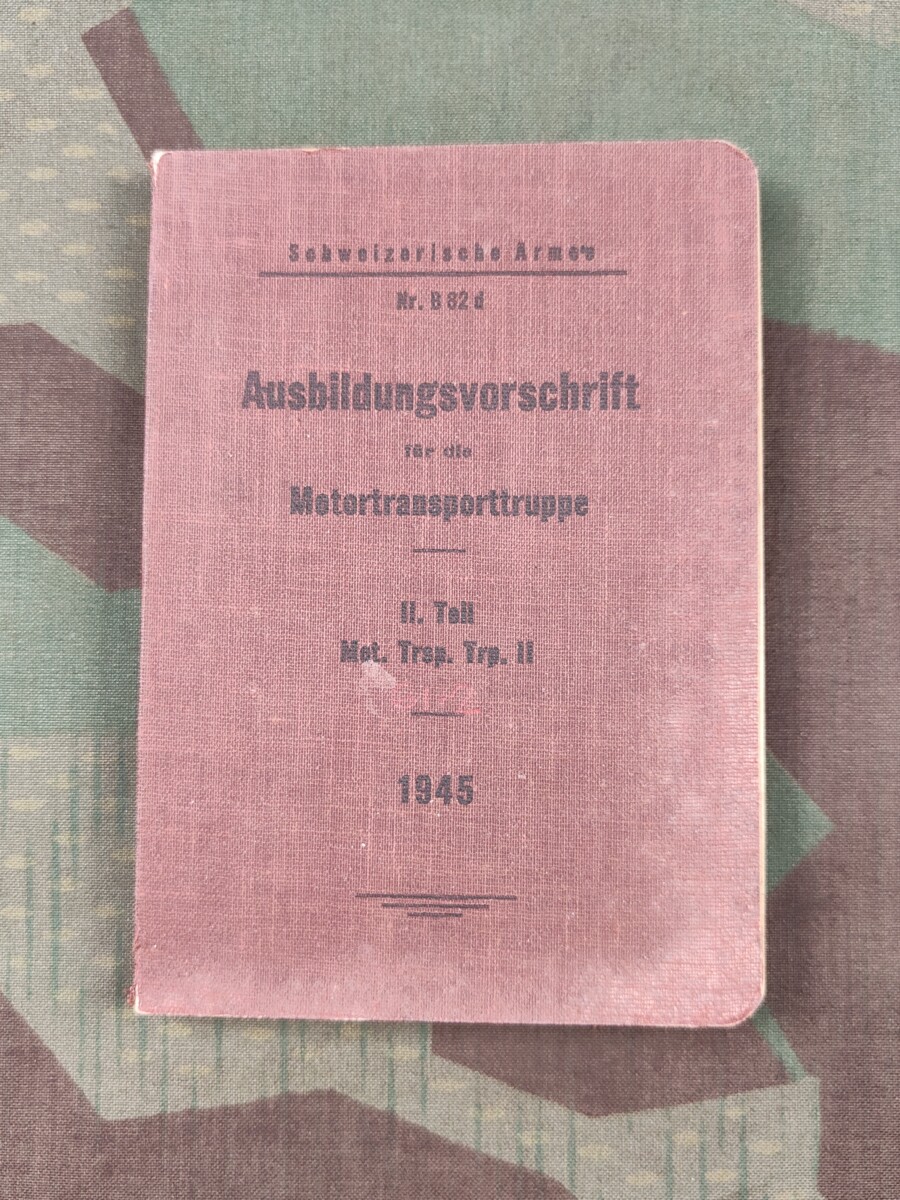 Schweizerische Armee
Nr. B 82 d
Ausbildungsvorschrift
für die
Motortransporttruppe
II. Teil
Mot. Trsp. Trp. II
1945